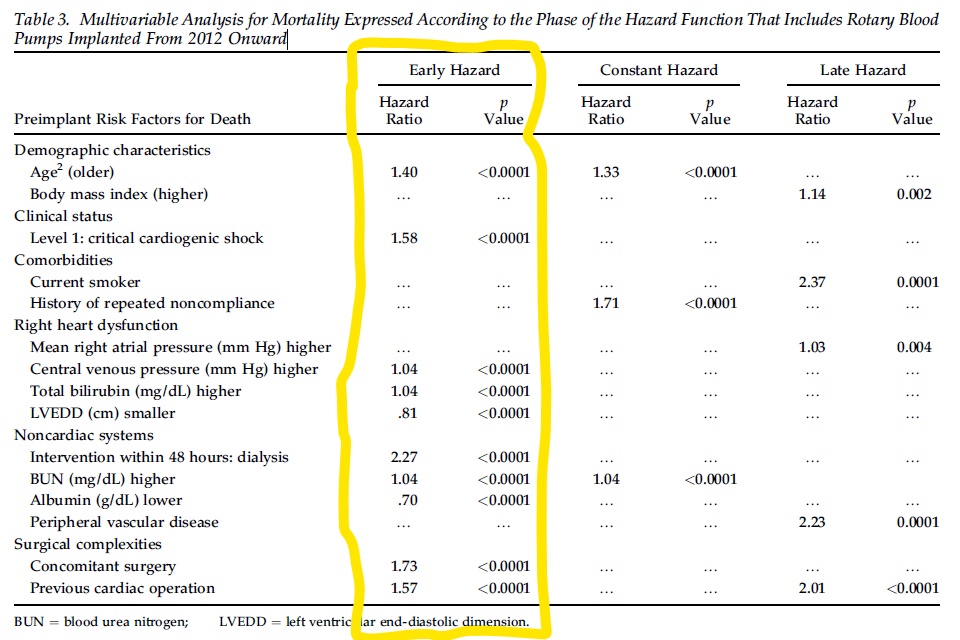 Table 3. Multivariable Analysis for Mortality Expressed According to the Phase of the Hazard Function That Includes Rotary Blood
Pumps Implanted From 2012 Onward
Early Hazard Constant Hazard Late Hazard
Hazard p Hazard p Hazard p
Preimplant Risk Factors for Death Ratio Value Ratio Value Ratio Value
Demographic characteristics
Age² (older) 1.40 <0.0001 1.33 <0.0001 ... ...
Body mass index (higher) ... ... ... ... 1.14 0.002
Clinical status
Level 1: critical cardiogenic shock 1.58 <0.0001 ... ... ... ...
Comorbidities
Current smoker ... ... ... ... 2.37 0.0001
History of repeated noncompliance ... ... 1.71 <0.0001 ... ...
Right heart dysfunction
Mean right atrial pressure (mm Hg) higher ... ... ... ... 1.03 0.004
Central venous pressure (mm Hg) higher 1.04 <0.0001 ... ... ... ...
Total bilirubin (mg/dL) higher 1.04 <0.0001 ... ... ... ...
LVEDD (cm) smaller .81 <0.0001 ... ... ... ...
Noncardiac systems
Intervention within 48 hours: dialysis 2.27 <0.0001 ... ... ... ...
BUN (mg/dL) higher 1.04 <0.0001 1.04 <0.0001
Albumin (g/dL) lower .70 <0.0001 ... ... ... ...
Peripheral vascular disease ... ... ... ... 2.23 0.0001
Surgical complexities
Concomitant surgery 1.73 <0.0001 ... ... ... ...
Previous cardiac operation 1.57 <0.0001 ... ... 2.01 <0.0001
BUN = blood urea nitrogen; LVEDD = left ventricular end-diastolic dimension.